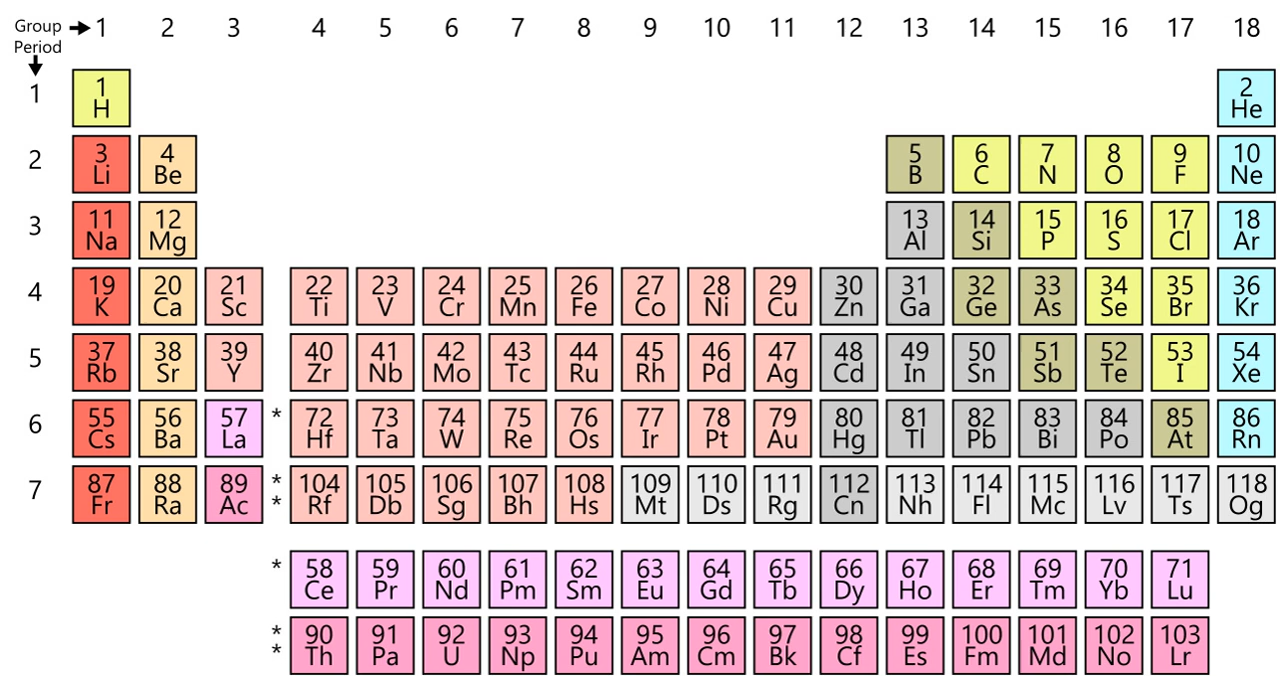 Group → 1 2 3 4 5 6 7 8 9 10 11 12 13 14 15 16 17 18
Period
↓
1 1 2
H He
2 3 4 5 6 7 8 9 10
Li Be B C N O F Ne
3 11 12 13 14 15 16 17 18
Na Mg Al Si P S Cl Ar
4 19 20 21 22 23 24 25 26 27 28 29 30 31 32 33 34 35 36
K Ca Sc Ti V Cr Mn Fe Co Ni Cu Zn Ga Ge As Se Br Kr
5 37 38 39 40 41 42 43 44 45 46 47 48 49 50 51 52 53 54
Rb Sr Y Zr Nb Mo Tc Ru Rh Pd Ag Cd In Sn Sb Te I Xe
6 55 56 57 * 72 73 74 75 76 77 78 79 80 81 82 83 84 85 86
Cs Ba La Hf Ta W Re Os Ir Pt Au Hg Tl Pb Bi Po At Rn
7 87 88 89 * 104 105 106 107 108 109 110 111 112 113 114 115 116 117 118
Fr Ra Ac * Rf Db Sg Bh Hs Mt Ds Rg Cn Nh Fl Mc Lv Ts Og
* 58 59 60 61 62 63 64 65 66 67 68 69 70 71
Ce Pr Nd Pm Sm Eu Gd Tb Dy Ho Er Tm Yb Lu
* 90 91 92 93 94 95 96 97 98 99 100 101 102 103
* Th Pa U Np Pu Am Cm Bk Cf Es Fm Md No Lr